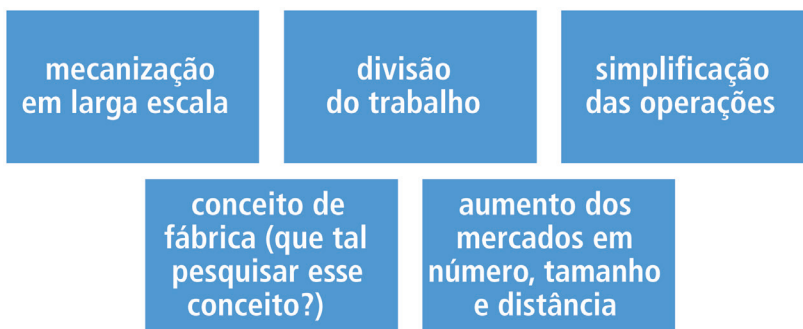 mecanização
em larga escala
divisão
do trabalho
simplificação
das operações
conceito de
fábrica (que tal
pesquisar esse
conceito?)
aumento dos
mercados em
número, tamanho
e distância